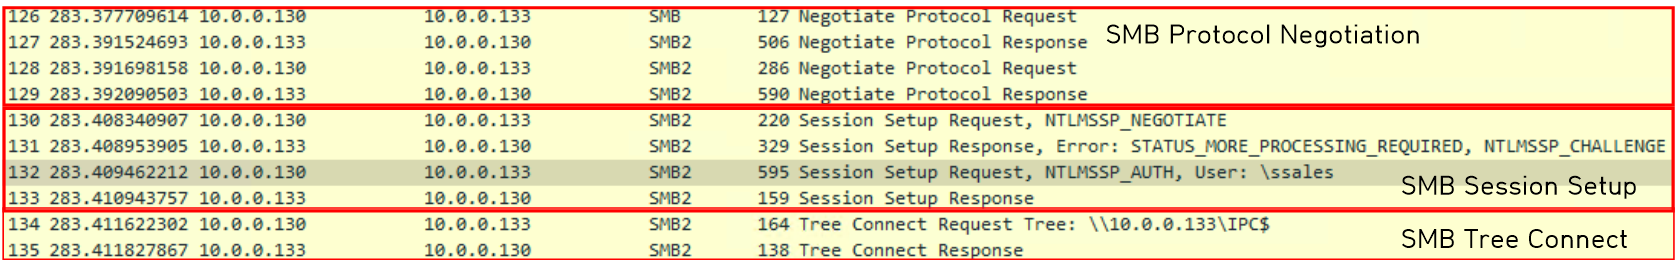 126 283.377709614 10.0.0.130 10.0.0.133 SMB 127 Negotiate Protocol Request
127 283.391524693 10.0.0.133 10.0.0.130 SMB2 506 Negotiate Protocol Response
SMB Protocol Negotiation
128 283.391698158 10.0.0.130 10.0.0.133 SMB2 286 Negotiate Protocol Request
129 283.392090503 10.0.0.133 10.0.0.130 SMB2 590 Negotiate Protocol Response
130 283.408340907 10.0.0.130 10.0.0.133 SMB2 220 Session Setup Request, NTLMSSP_NEGOTIATE
131 283.408953905 10.0.0.133 10.0.0.130 SMB2 329 Session Setup Response, Error: STATUS_MORE_PROCESSING_REQUIRED, NTLMSSP_CHALLENGE
132 283.409462212 10.0.0.130 10.0.0.133 SMB2 595 Session Setup Request, NTLMSSP_AUTH, User: \ssales
SMB Session Setup
133 283.410943757 10.0.0.133 10.0.0.130 SMB2 159 Session Setup Response
134 283.411622302 10.0.0.130 10.0.0.133 SMB2 164 Tree Connect Request Tree: \\10.0.0.133\IPC$
SMB Tree Connect
135 283.411827867 10.0.0.133 10.0.0.130 SMB2 138 Tree Connect Response